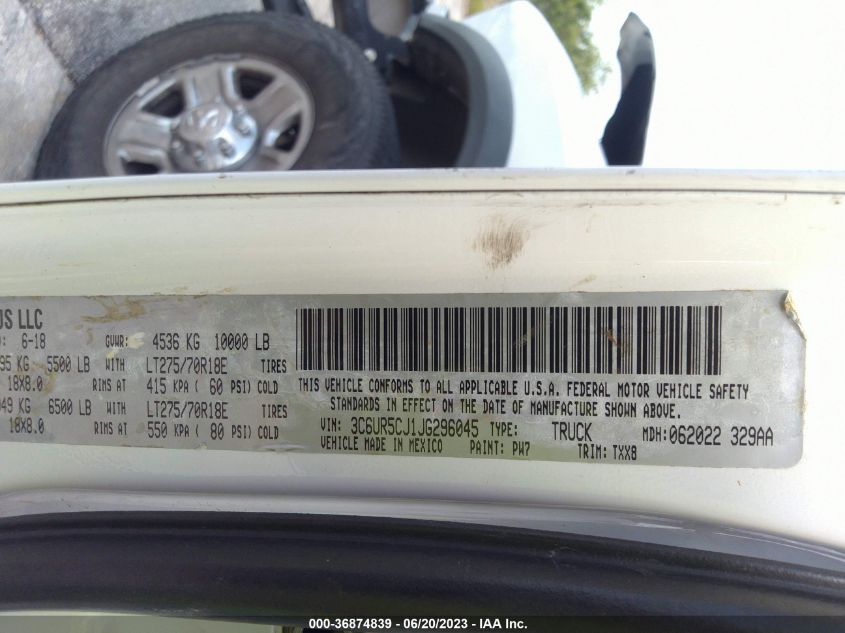 US LLC
: 6-18 GVWR: 4536 KG 10000 LB
95 KG 5500 LB WITH LT275/70R18E TIRES
18X8.0 RIMS AT 415 KPA ( 60 PSI) COLD
49 KG 6500 LB WITH LT275/70R18E TIRES
18X8.0 RIMS AT 550 KPA ( 80 PSI) COLD
THIS VEHICLE CONFORMS TO ALL APPLICABLE U.S.A. FEDERAL MOTOR VEHICLE SAFETY
STANDARDS IN EFFECT ON THE DATE OF MANUFACTURE SHOWN ABOVE.
VIN: 3C6UR5CJ1JG296045 TYPE: TRUCK MDH: 062022 329AA
VEHICLE MADE IN MEXICO PAINT: PW7 TRIM: TXX8
000-36874839 / 06/20/2023 - IAA Inc.